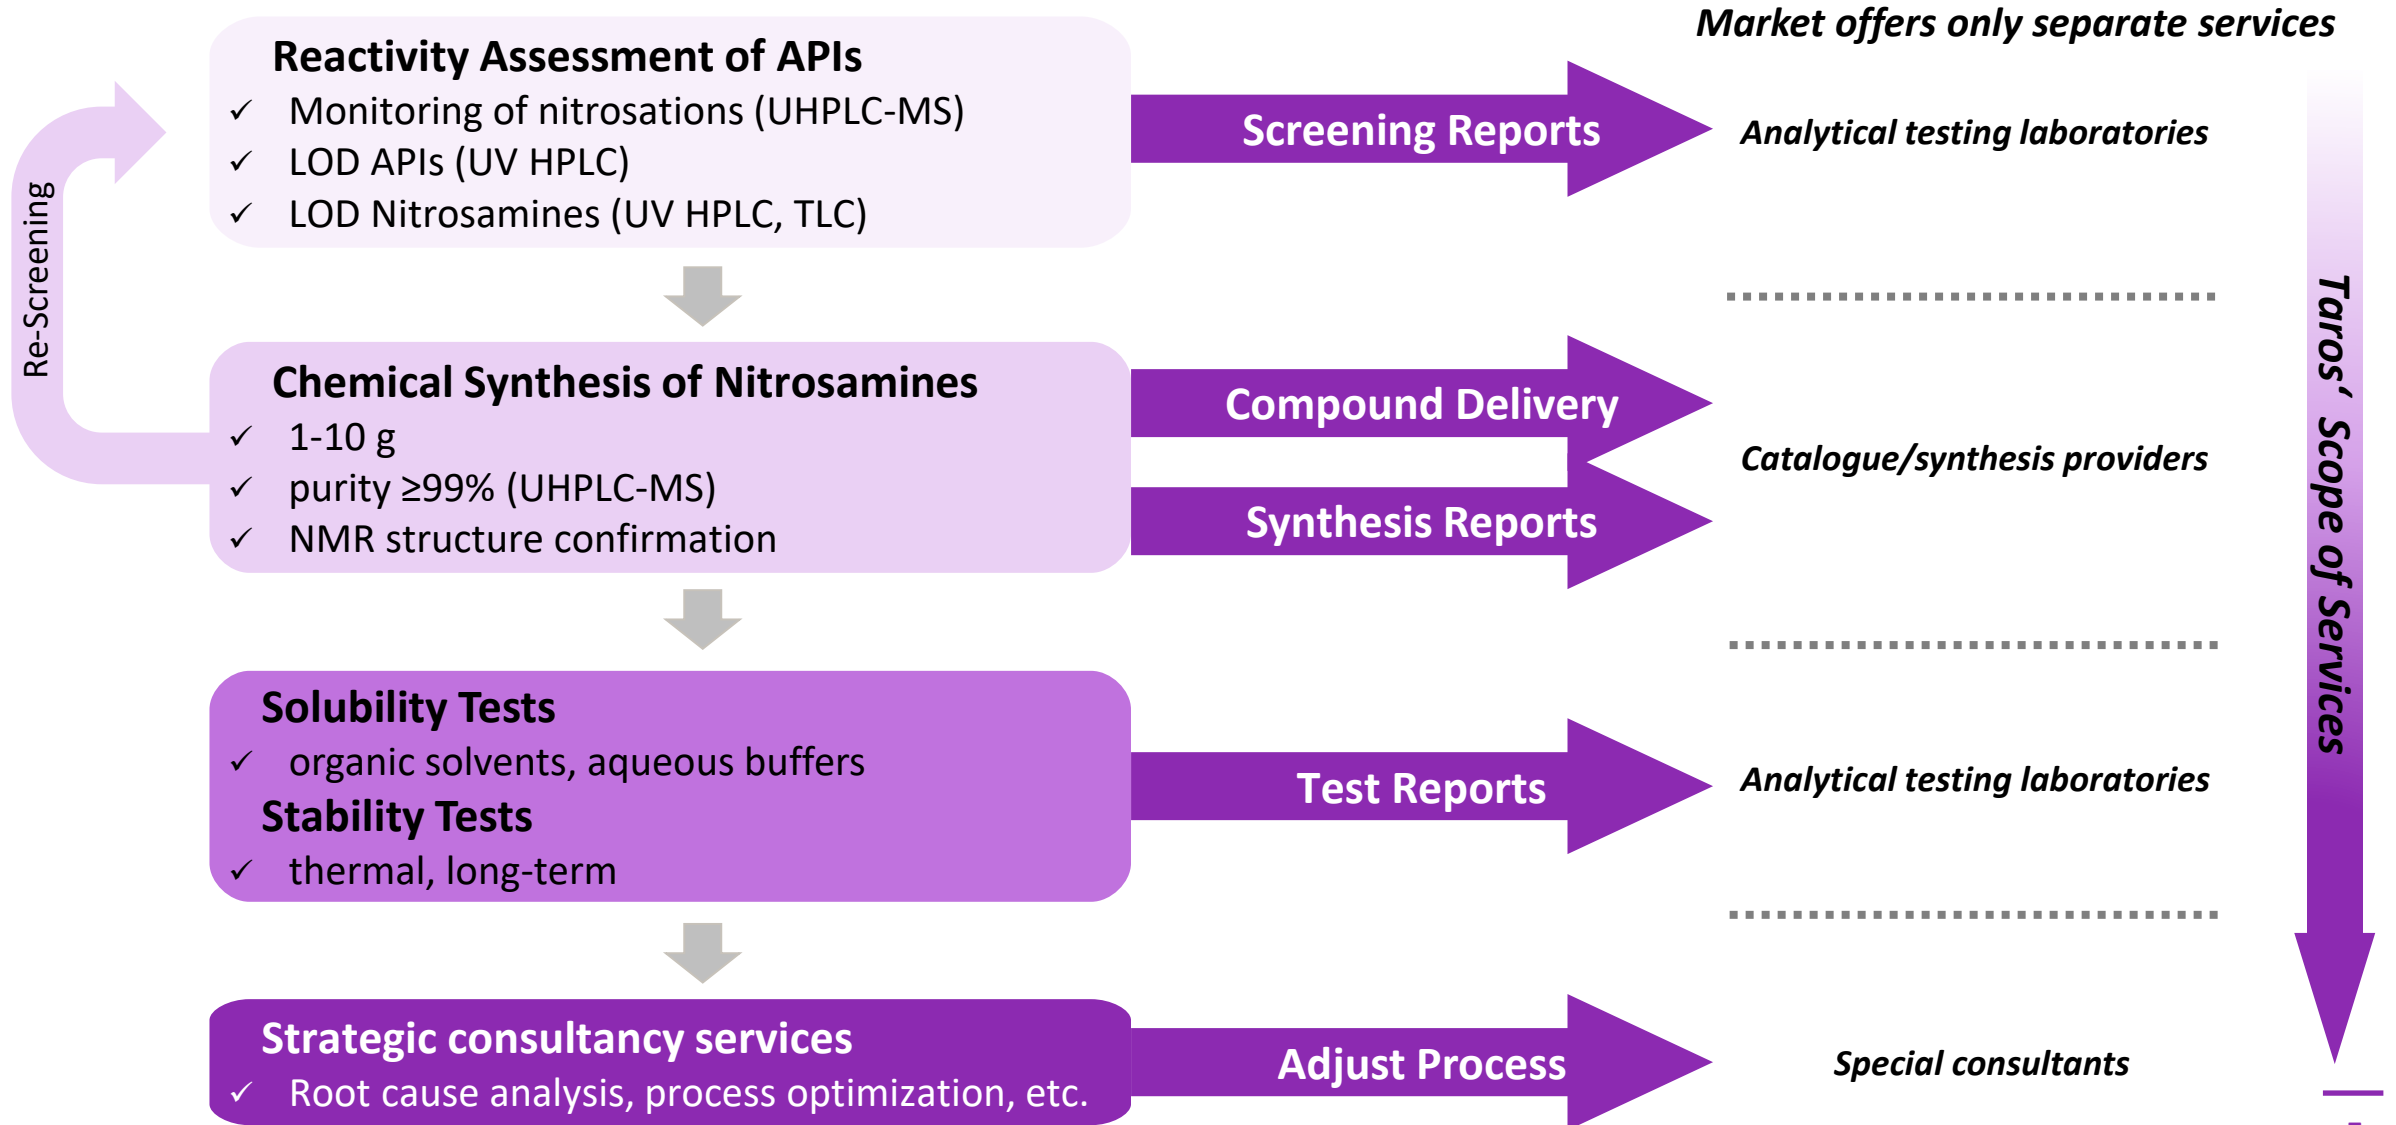 Market offers only separate services
Reactivity Assessment of APIs
✓ Monitoring of nitrosations (UHPLC-MS)
✓ LOD APIs (UV HPLC)
✓ LOD Nitrosamines (UV HPLC, TLC)
Screening Reports
Analytical testing laboratories
Re-Screening
Chemical Synthesis of Nitrosamines
✓ 1-10 g
✓ purity ≥99% (UHPLC-MS)
✓ NMR structure confirmation
Compound Delivery
Synthesis Reports
Catalogue/synthesis providers
Solubility Tests
✓ organic solvents, aqueous buffers
Stability Tests
✓ thermal, long-term
Test Reports
Analytical testing laboratories
Strategic consultancy services
✓ Root cause analysis, process optimization, etc.
Adjust Process
Special consultants
Taros‘ Scope of Services